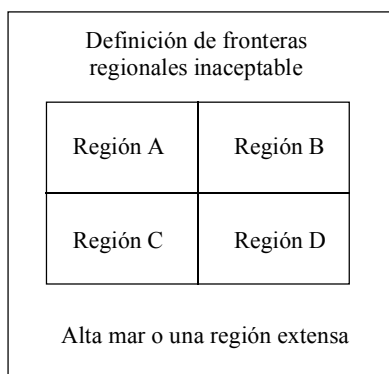 Definición de fronteras
regionales inaceptable
Región A Región B
Región C Región D
Alta mar o una región extensa